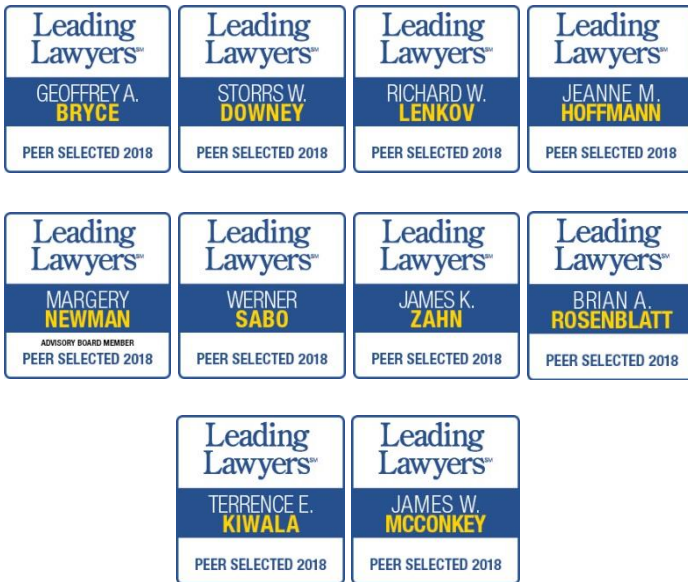 Leading
Lawyers℠
GEOFFREY A.
BRYCE
PEER SELECTED 2018
Leading
Lawyers℠
STORRS W.
DOWNEY
PEER SELECTED 2018
Leading
Lawyers℠
RICHARD W.
LENKOV
PEER SELECTED 2018
Leading
Lawyers℠
JEANNE M.
HOFFMANN
PEER SELECTED 2018
Leading
Lawyers℠
MARGERY
NEWMAN
ADVISORY BOARD MEMBER
PEER SELECTED 2018
Leading
Lawyers℠
WERNER
SABO
PEER SELECTED 2018
Leading
Lawyers℠
JAMES K.
ZAHN
PEER SELECTED 2018
Leading
Lawyers℠
BRIAN A.
ROSENBLATT
PEER SELECTED 2018
Leading
Lawyers℠
TERRENCE E.
KIWALA
PEER SELECTED 2018
Leading
Lawyers℠
JAMES W.
MCCONKEY
PEER SELECTED 2018